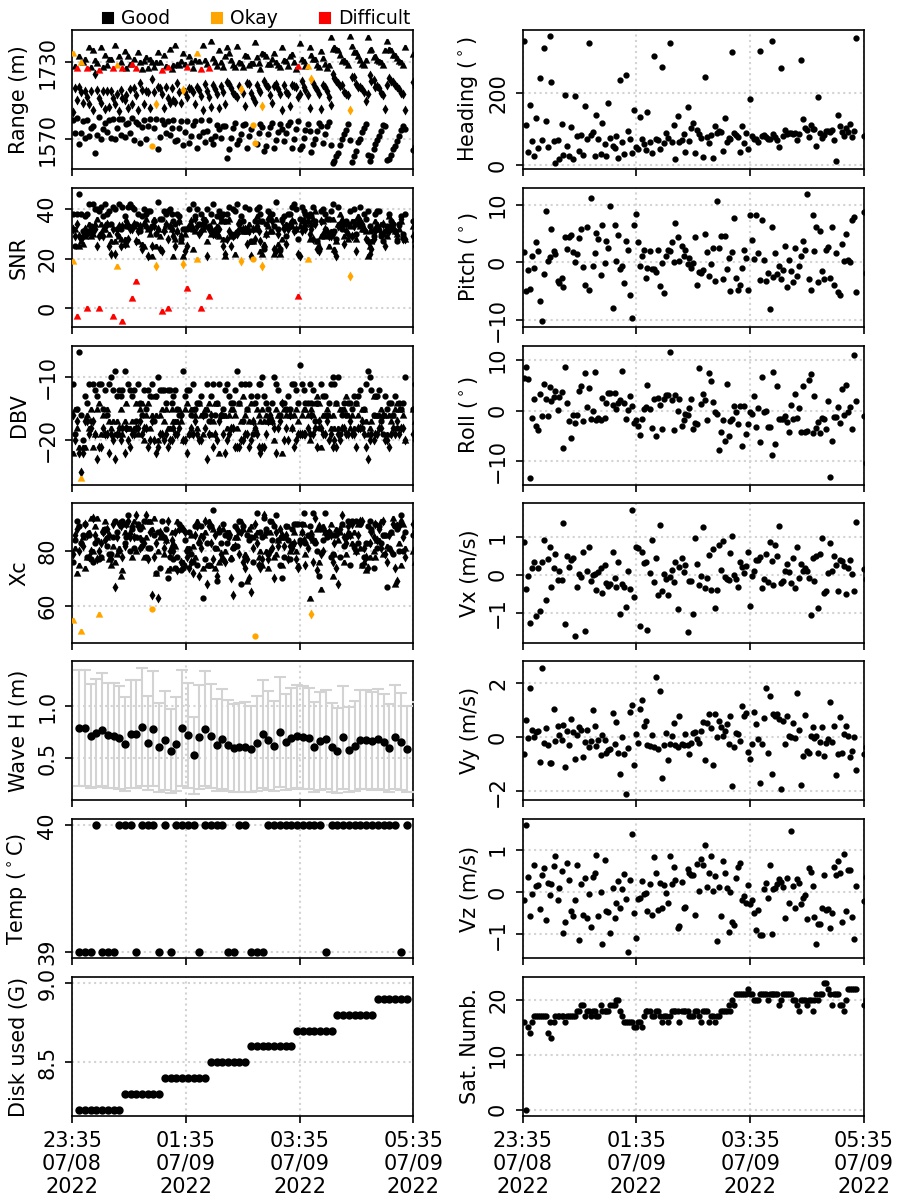 Good Okay Difficult
Range (m) 1730 1570
Heading (°) 200 0
SNR 40 20 0
Pitch (°) 10 0 −10
DBV −10 −20
Roll (°) 10 0 −10
Xc 80 60
Vx (m/s) 1 0 −1
Wave H (m) 1.0 0.5
Vy (m/s) 2 0 −2
Temp (°C) 40 39
Vz (m/s) 1 0 −1
Disk used (G) 9.0 8.5
Sat. Numb. 20 10 0
23:35 01:35 03:35 05:35 23:35 01:35 03:35 05:35
07/08 07/09 07/09 07/09 07/08 07/09 07/09 07/09
2022 2022 2022 2022 2022 2022 2022 2022